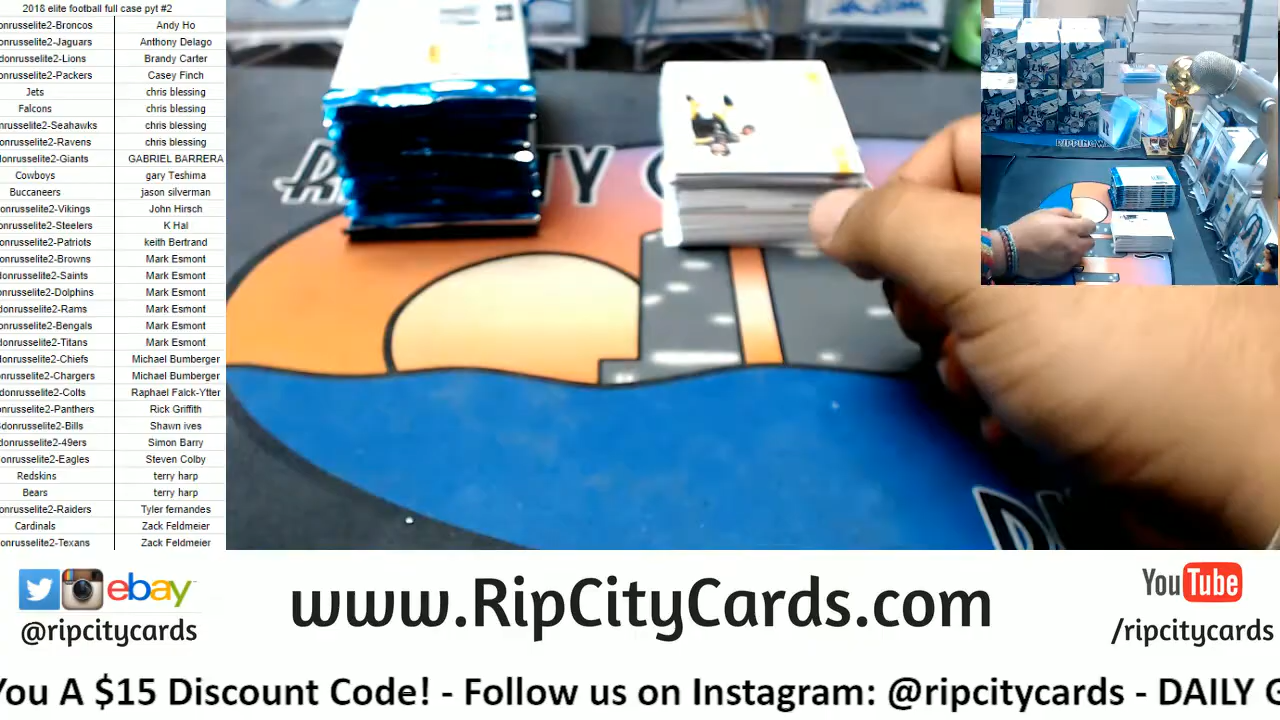 2018 elite football full case pyt #2
onrusselite2-Broncos Andy Ho
onrusselite2-Jaguars Anthony Delago
donrusselite2-Lions Brandy Carter
onrusselite2-Packers Casey Finch
Jets chris blessing
Falcons chris blessing
nrusselite2-Seahawks chris blessing
onrusselite2-Ravens chris blessing
donrusselite2-Giants GABRIEL BARRERA
Cowboys gary Teshima
Buccaneers jason silverman
onrusselite2-Vikings John Hirsch
onrusselite2-Steelers K Hal
onrusselite2-Patriots keith Bertrand
onrusselite2-Browns Mark Esmont
donrusselite2-Saints Mark Esmont
onrusselite2-Dolphins Mark Esmont
donrusselite2-Rams Mark Esmont
onrusselite2-Bengals Mark Esmont
donrusselite2-Titans Mark Esmont
onrusselite2-Chiefs Michael Bumberger
onrusselite2-Chargers Michael Bumberger
donrusselite2-Colts Raphael Faick-Ytter
onrusselite2-Panthers Rick Griffith
donrusselite2-Bills Shawn ives
donrusselite2-49ers Simon Barry
onrusselite2-Eagles Steven Colby
Redskins terry harp
Bears terry harp
onrusselite2-Raiders Tyler fernandes
Cardinals Zack Feldmeier
onrusselite2-Texans Zack Feldmeier
TY
ebay
@ripcitycards
www.RipCityCards.com
YouTube
/ripcitycards
You A $15 Discount Code! - Follow us on Instagram: @ripcitycards - DAILY G